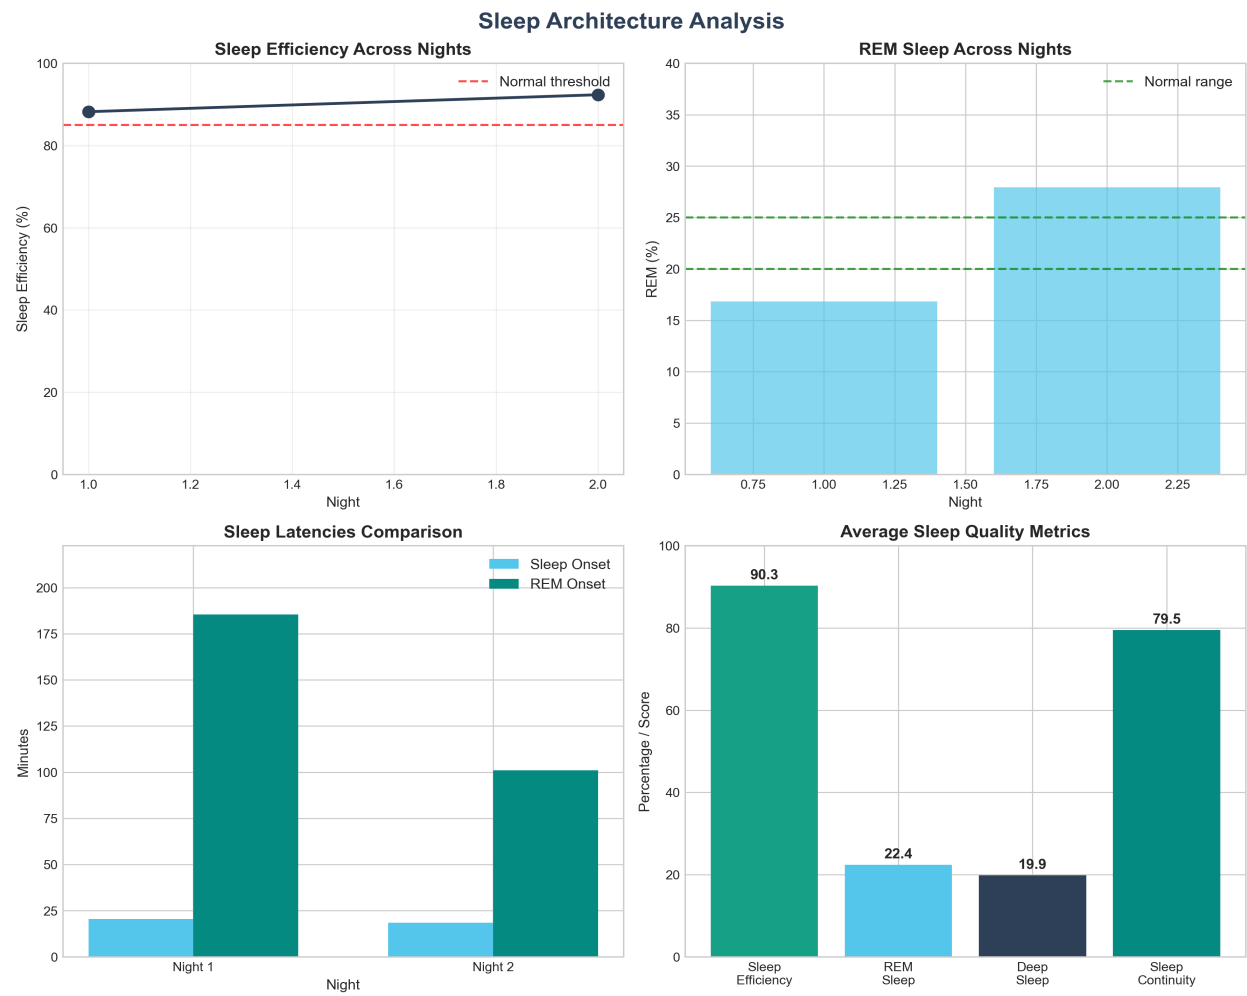 Sleep Architecture Analysis
Sleep Efficiency Across Nights
Normal threshold
Sleep Efficiency (%)
100
80
60
40
20
0
1.0 1.2 1.4 1.6 1.8 2.0
Night
REM Sleep Across Nights
Normal range
REM (%)
40
35
30
25
20
15
10
5
0
0.75 1.00 1.25 1.50 1.75 2.00 2.25
Night
Sleep Latencies Comparison
Sleep Onset
REM Onset
Minutes
200
175
150
125
100
75
50
25
0
Night 1 Night 2
Night
Average Sleep Quality Metrics
Percentage / Score
100
80
60
40
20
0
90.3
22.4
19.9
79.5
Sleep
Efficiency
REM
Sleep
Deep
Sleep
Sleep
Continuity